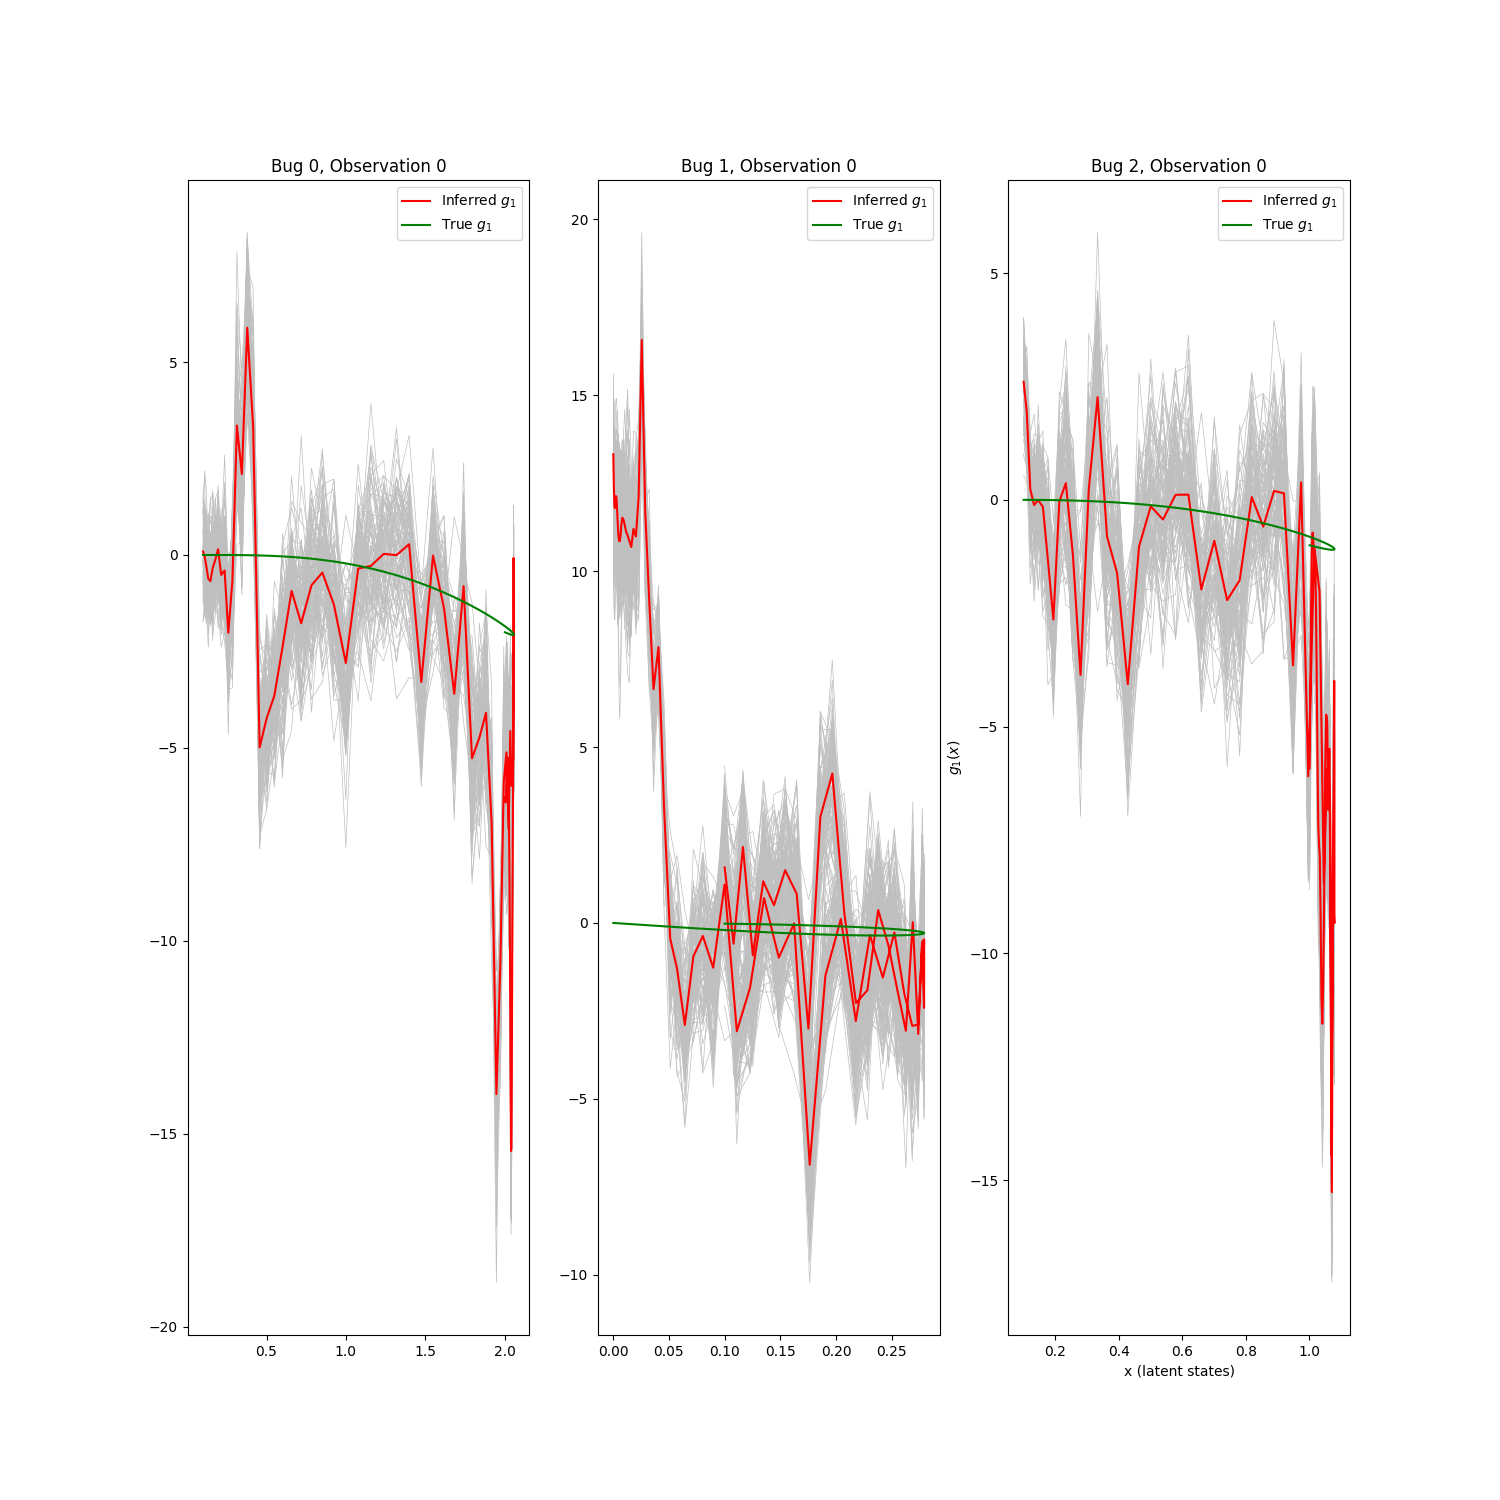 Bug 0, Observation 0
Inferred g₁
True g₁
5
0
−5
−10
−15
−20
0.5 1.0 1.5 2.0
Bug 1, Observation 0
Inferred g₁
True g₁
20
15
10
5
0
−5
−10
0.00 0.05 0.10 0.15 0.20 0.25
Bug 2, Observation 0
Inferred g₁
True g₁
g₁(x)
5
0
−5
−10
−15
0.2 0.4 0.6 0.8 1.0
x (latent states)